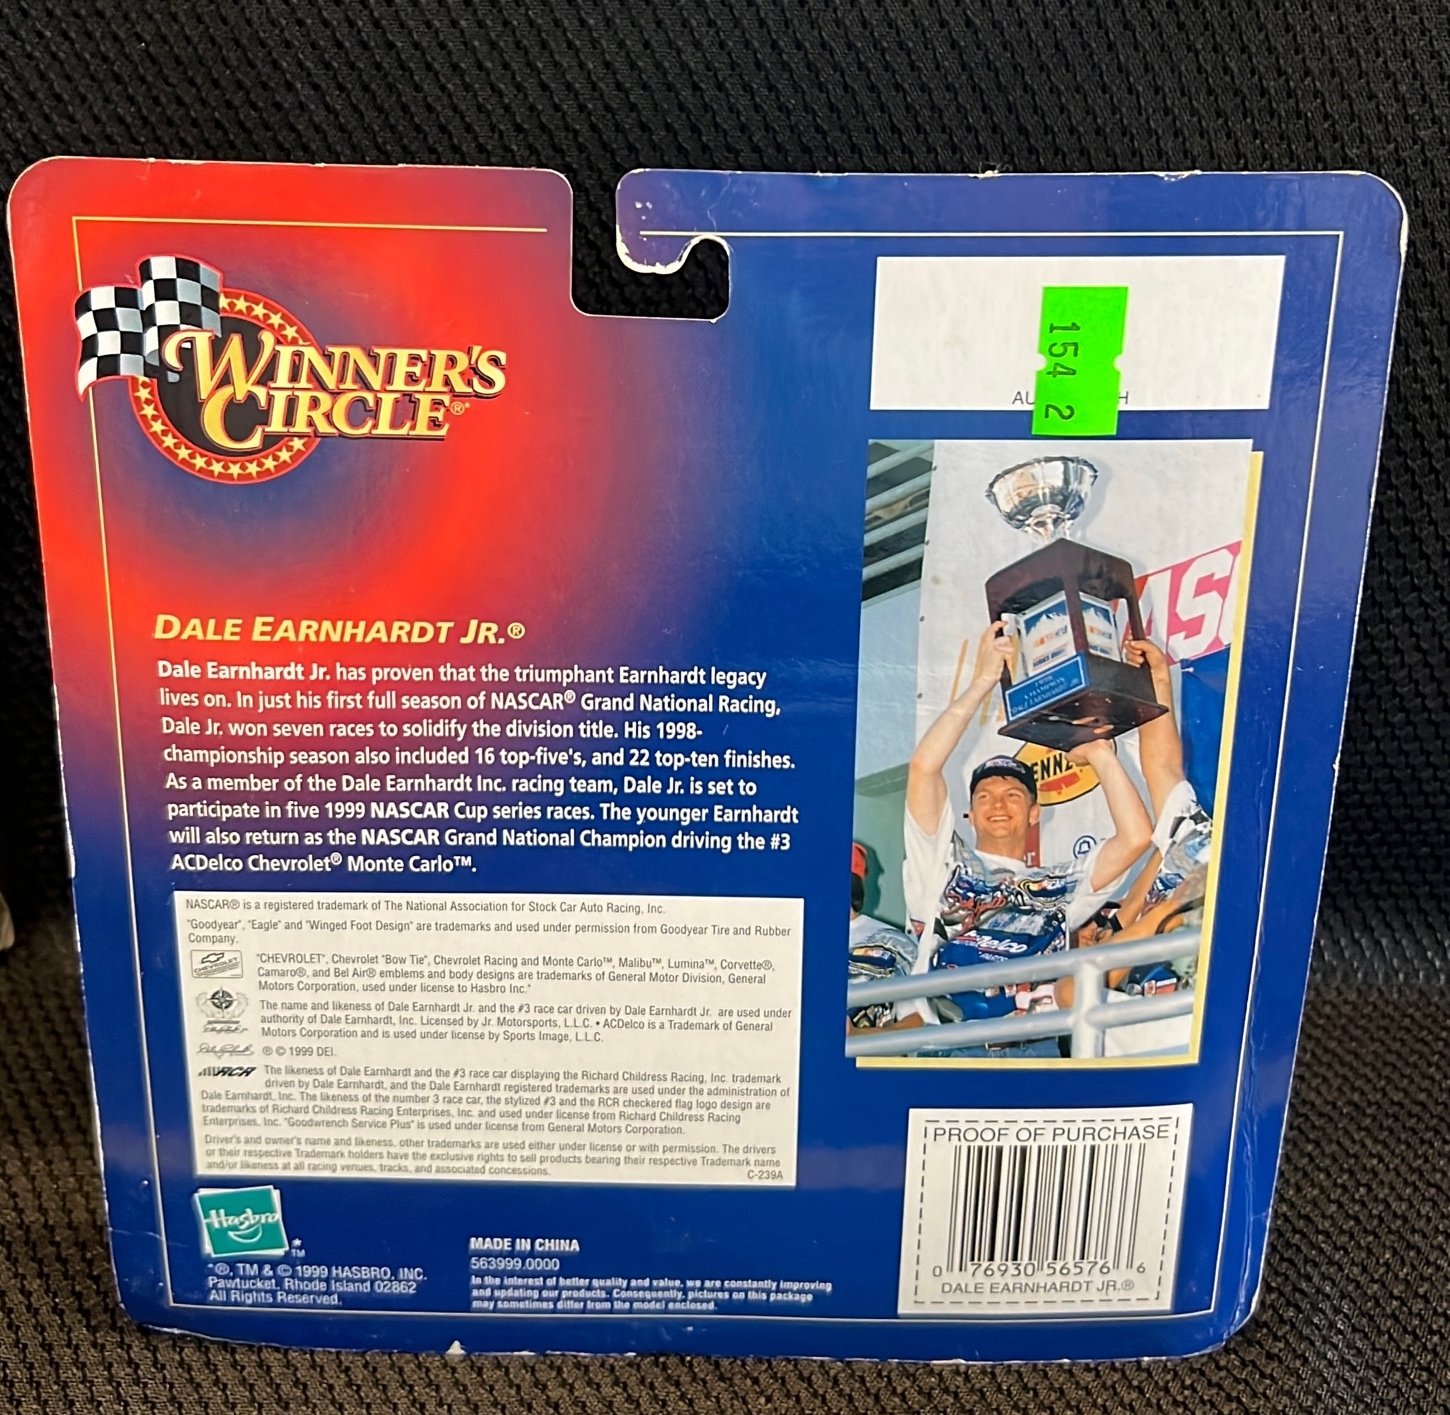 WINNER'S
CIRCLE®*
154 2
AU
H
DALE EARNHARDT JR.®
Dale Earnhardt Jr. has proven that the triumphant Earnhardt legacy
lives on. In just his first full season of NASCAR® Grand National Racing,
Dale Jr. won seven races to solidify the division title. His 1998-
championship season also included 16 top-five's, and 22 top-ten finishes.
As a member of the Dale Earnhardt Inc. racing team, Dale Jr. is set to
participate in five 1999 NASCAR Cup series races. The younger Earnhardt
will also return as the NASCAR Grand National Champion driving the #3
ACDelco Chevrolet® Monte Carlo™.
NASCAR® is a registered trademark of The National Association for Stock Car Auto Racing, Inc.
"Goodyear", "Eagle" and "Winged Foot Design" are trademarks and used under permission from Goodyear Tire and Rubber
Company.
CHEVROLET
"CHEVROLET", Chevrolet "Bow Tie", Chevrolet Racing and Monte Carlo™, Malibu™, Lumina™, Corvette®,
Camaro®, and Bel Air® emblems and body designs are trademarks of General Motor Division, General
Motors Corporation, used under license to Hasbro Inc."
The name and likeness of Dale Earnhardt Jr. and the #3 race car driven by Dale Earnhardt Jr. are used under
authority of Dale Earnhardt, Inc. Licensed by Jr. Motorsports, L.L.C. • ACDelco is a Trademark of General
Motors Corporation and is used under license by Sports Image, L.L.C.
® © 1999 DEI.
RCR The likeness of Dale Earnhardt and the #3 race car displaying the Richard Childress Racing, Inc. trademark
driven by Dale Earnhardt, and the Dale Earnhardt registered trademarks are used under the administration of
Dale Earnhardt, Inc. The likeness of the number 3 race car, the stylized #3 and the RCR checkered flag logo design are
trademarks of Richard Childress Racing Enterprises, Inc. and used under license from Richard Childress Racing
Enterprises, Inc. "Goodwrench Service Plus" is used under license from General Motors Corporation.
Driver's and owner's name and likeness, other trademarks are used either under license or with permission. The drivers
or their respective Trademark holders have the exclusive rights to sell products bearing their respective Trademark name
and/or likeness at all racing venues, tracks, and associated concessions.
C-239A
Hasbro
*™
*®, TM & © 1999 HASBRO, INC.
Pawtucket, Rhode Island 02862
All Rights Reserved.
MADE IN CHINA
563999.0000
In the interest of better quality and value, we are constantly improving
and updating our products. Consequently, pictures on this package
may sometimes differ from the model enclosed.
ASC
1998
CHAMPION
DALE EARNHARDT JR.
ENNZ
Delco
PROOF OF PURCHASE
0 76930 56576 6
DALE EARNHARDT JR.®